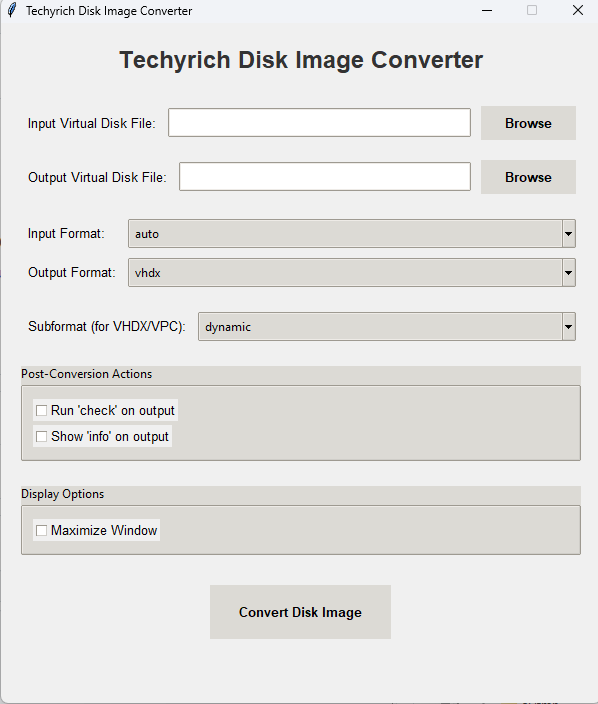 Techyrich Disk Image Converter
Techyrich Disk Image Converter
Input Virtual Disk File:
Browse
Output Virtual Disk File:
Browse
Input Format:
auto
Output Format:
vhdx
Subformat (for VHDX/VPC):
dynamic
Post-Conversion Actions
Run 'check' on output
Show 'info' on output
Display Options
Maximize Window
Convert Disk Image